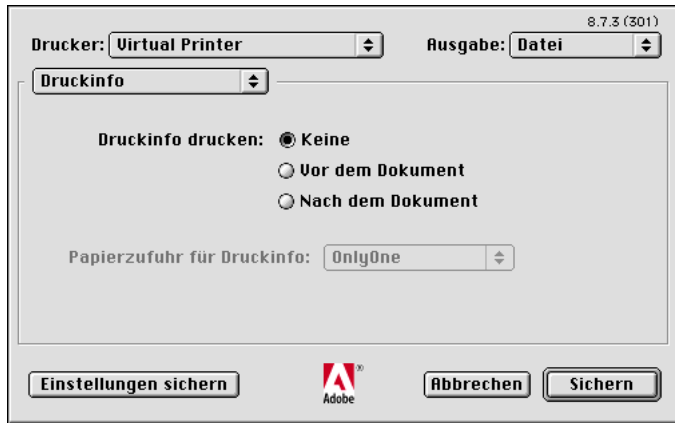 8.7.3 (301)
Drucker: Virtual Printer Ausgabe: Datei
Druckinfo
Druckinfo drucken: Keine
Vor dem Dokument
Nach dem Dokument
Papierzufuhr für Druckinfo: OnlyOne
Einstellungen sichern Adobe® Abbrechen Sichern